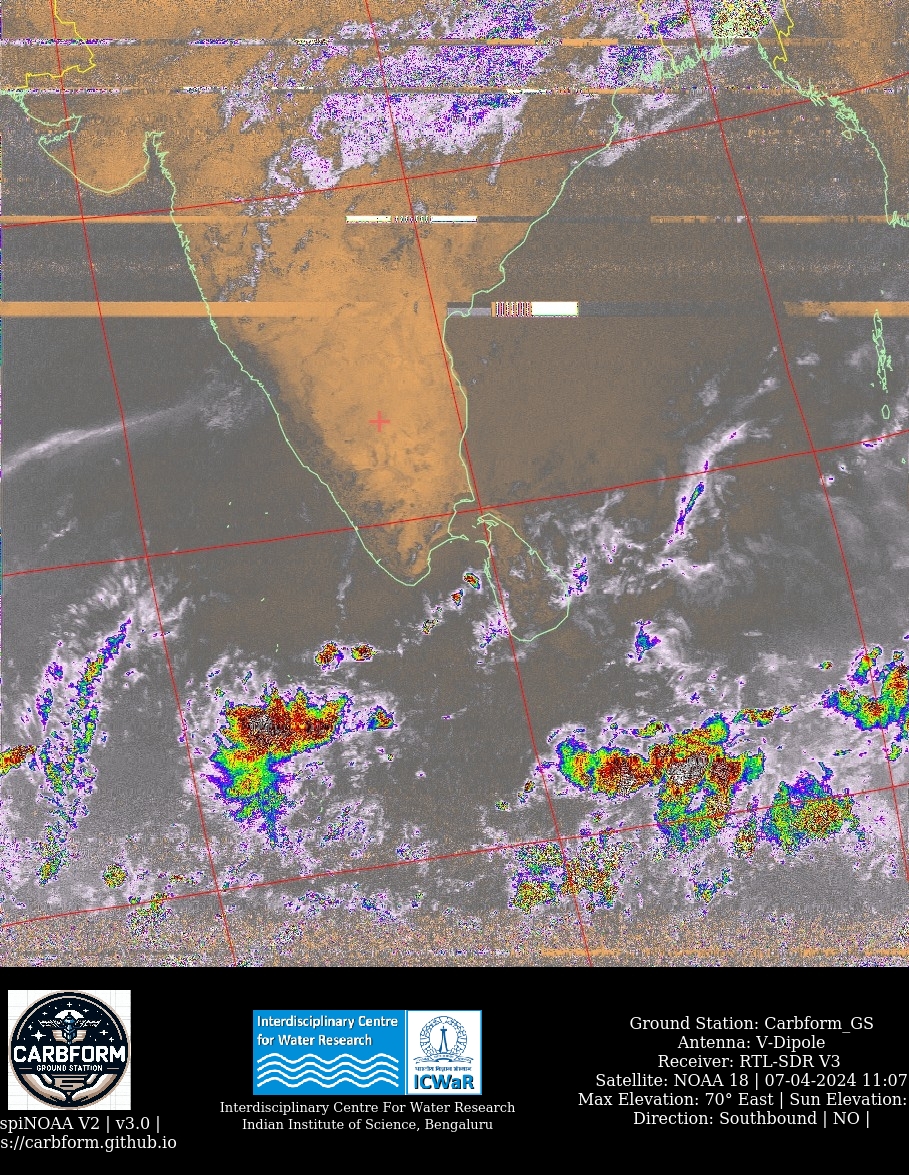 CARBFORM
GROUND STATION
spiNOAA V2 | v3.0 |
s://carbform.github.io
Interdisciplinary Centre
for Water Research
ICWaR
Interdisciplinary Centre For Water Research
Indian Institute of Science, Bengaluru
Ground Station: Carbform_GS
Antenna: V-Dipole
Receiver: RTL-SDR V3
Satellite: NOAA 18 | 07-04-2024 11:07
Max Elevation: 70° East | Sun Elevation:
Direction: Southbound | NO |